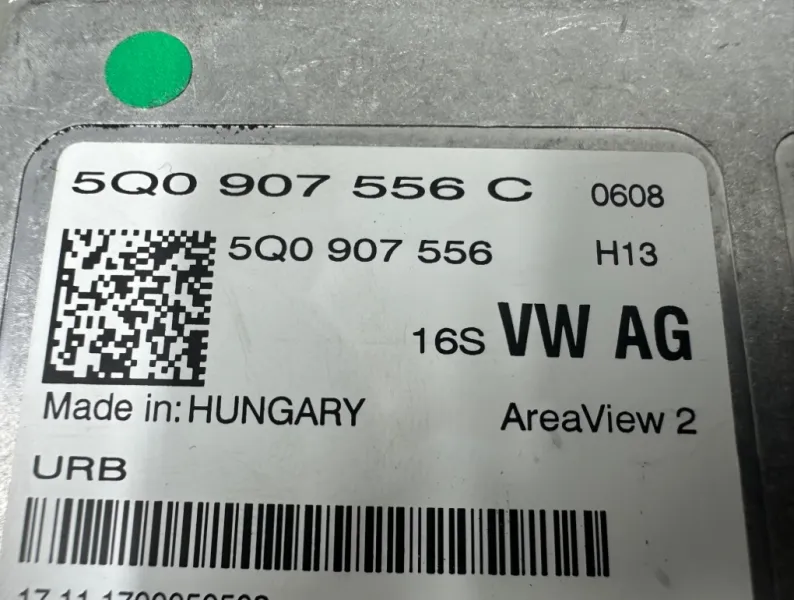 5Q0 907 556 C 0608
5Q0 907 556 H13
16S VW AG
Made in: HUNGARY AreaView 2
URB